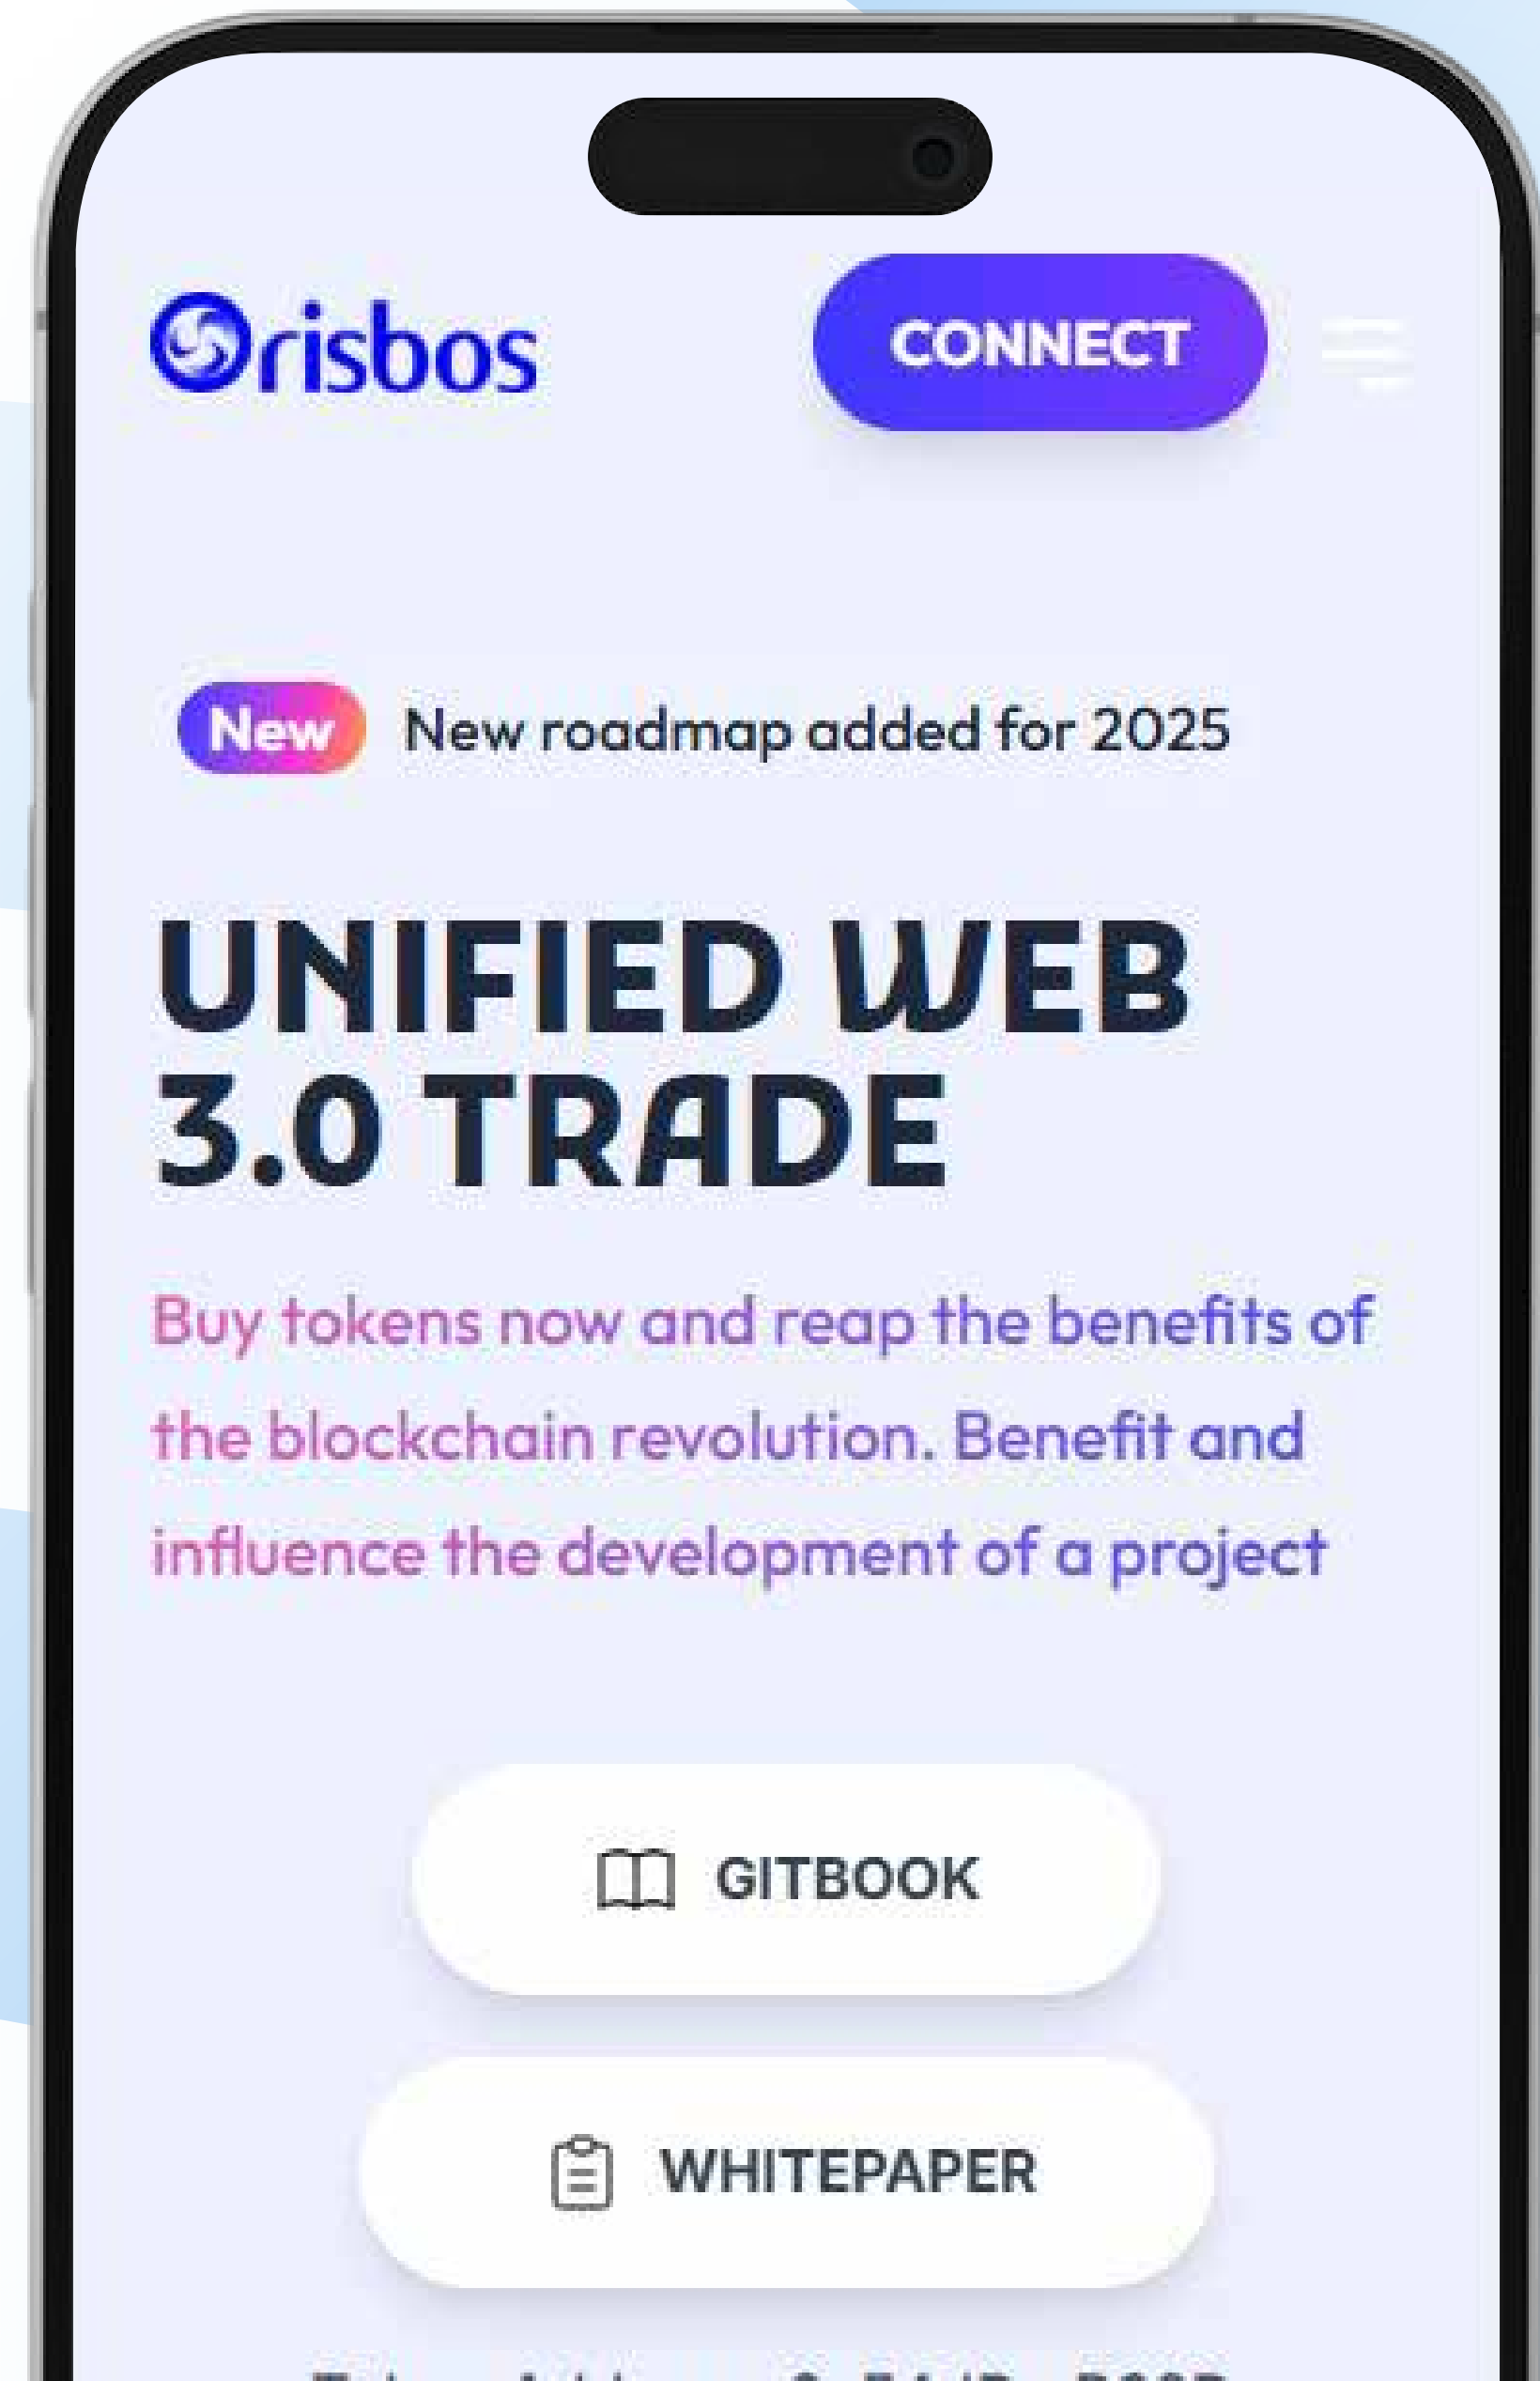 Orisbos
CONNECT
New New roadmap added for 2025
UNIFIED WEB
3.0 TRADE
Buy tokens now and reap the benefits of
the blockchain revolution. Benefit and
influence the development of a project
GITBOOK
WHITEPAPER